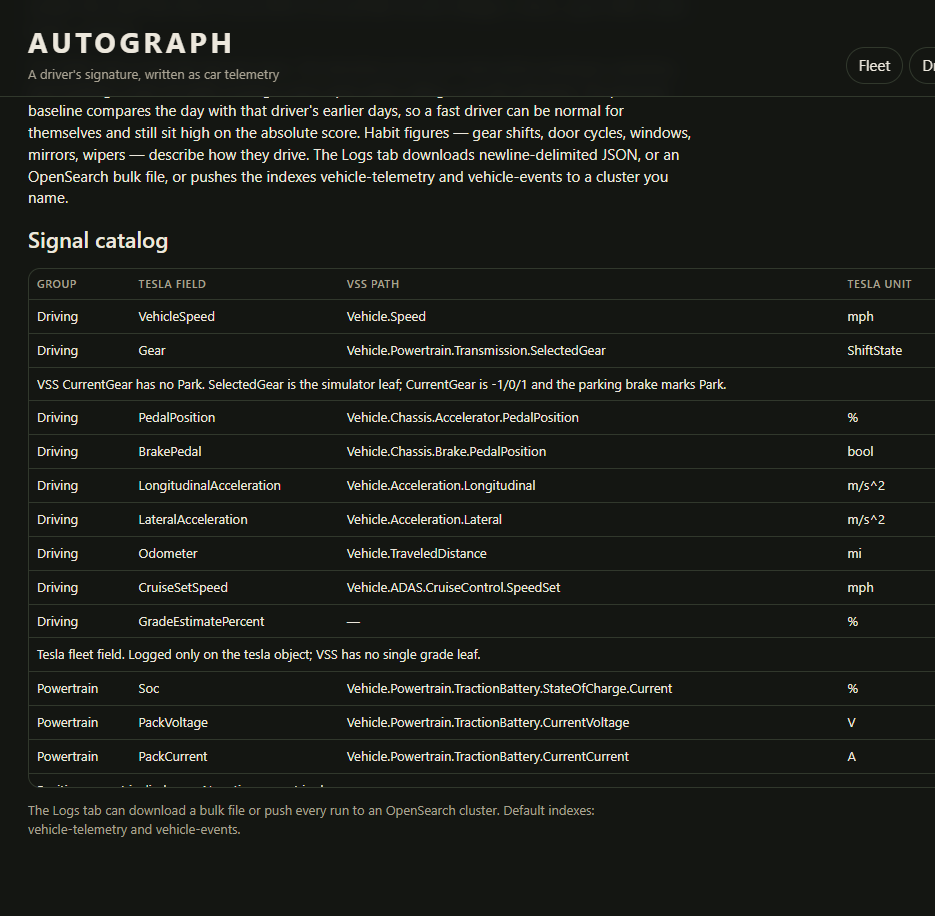 AUTOGRAPH
A driver's signature, written as car telemetry
Fleet
baseline compares the day with that driver's earlier days, so a fast driver can be normal for
themselves and still sit high on the absolute score. Habit figures — gear shifts, door cycles, windows,
mirrors, wipers — describe how they drive. The Logs tab downloads newline-delimited JSON, or an
OpenSearch bulk file, or pushes the indexes vehicle-telemetry and vehicle-events to a cluster you
name.
Signal catalog
GROUP TESLA FIELD VSS PATH TESLA UNIT
Driving VehicleSpeed Vehicle.Speed mph
Driving Gear Vehicle.Powertrain.Transmission.SelectedGear ShiftState
VSS CurrentGear has no Park. SelectedGear is the simulator leaf; CurrentGear is -1/0/1 and the parking brake marks Park.
Driving PedalPosition Vehicle.Chassis.Accelerator.PedalPosition %
Driving BrakePedal Vehicle.Chassis.Brake.PedalPosition bool
Driving LongitudinalAcceleration Vehicle.Acceleration.Longitudinal m/s^2
Driving LateralAcceleration Vehicle.Acceleration.Lateral m/s^2
Driving Odometer Vehicle.TraveledDistance mi
Driving CruiseSetSpeed Vehicle.ADAS.CruiseControl.SpeedSet mph
Driving GradeEstimatePercent — %
Tesla fleet field. Logged only on the tesla object; VSS has no single grade leaf.
Powertrain Soc Vehicle.Powertrain.TractionBattery.StateOfCharge.Current %
Powertrain PackVoltage Vehicle.Powertrain.TractionBattery.CurrentVoltage V
Powertrain PackCurrent Vehicle.Powertrain.TractionBattery.CurrentCurrent A
The Logs tab can download a bulk file or push every run to an OpenSearch cluster. Default indexes:
vehicle-telemetry and vehicle-events.